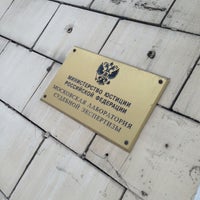 МИНИСТЕРСТВО ЮСТИЦИИ
РОССИЙСКОЙ ФЕДЕРАЦИИ
МОСКОВСКАЯ ЛАБОРАТОРИЯ
СУДЕБНОЙ ЭКСПЕРТИЗЫ